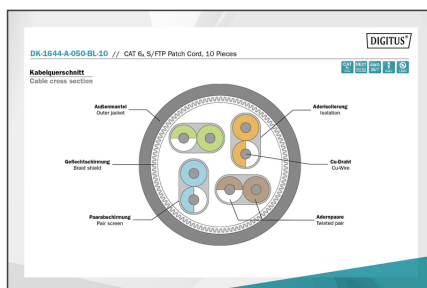 DIGITUS®
DK-1644-A-050-BL-10 // CAT 6A S/FTP Patch Cord, 10 Pieces
Kabelquerschnitt
Cable cross section
Außenmantel
Outer jacket
Aderisolierung
Isolation
Geflechtschirmung
Braid shield
Cu-Draht
Cu-Wire
Paarabschirmung
Pair screen
Adernpaare
Twisted pair